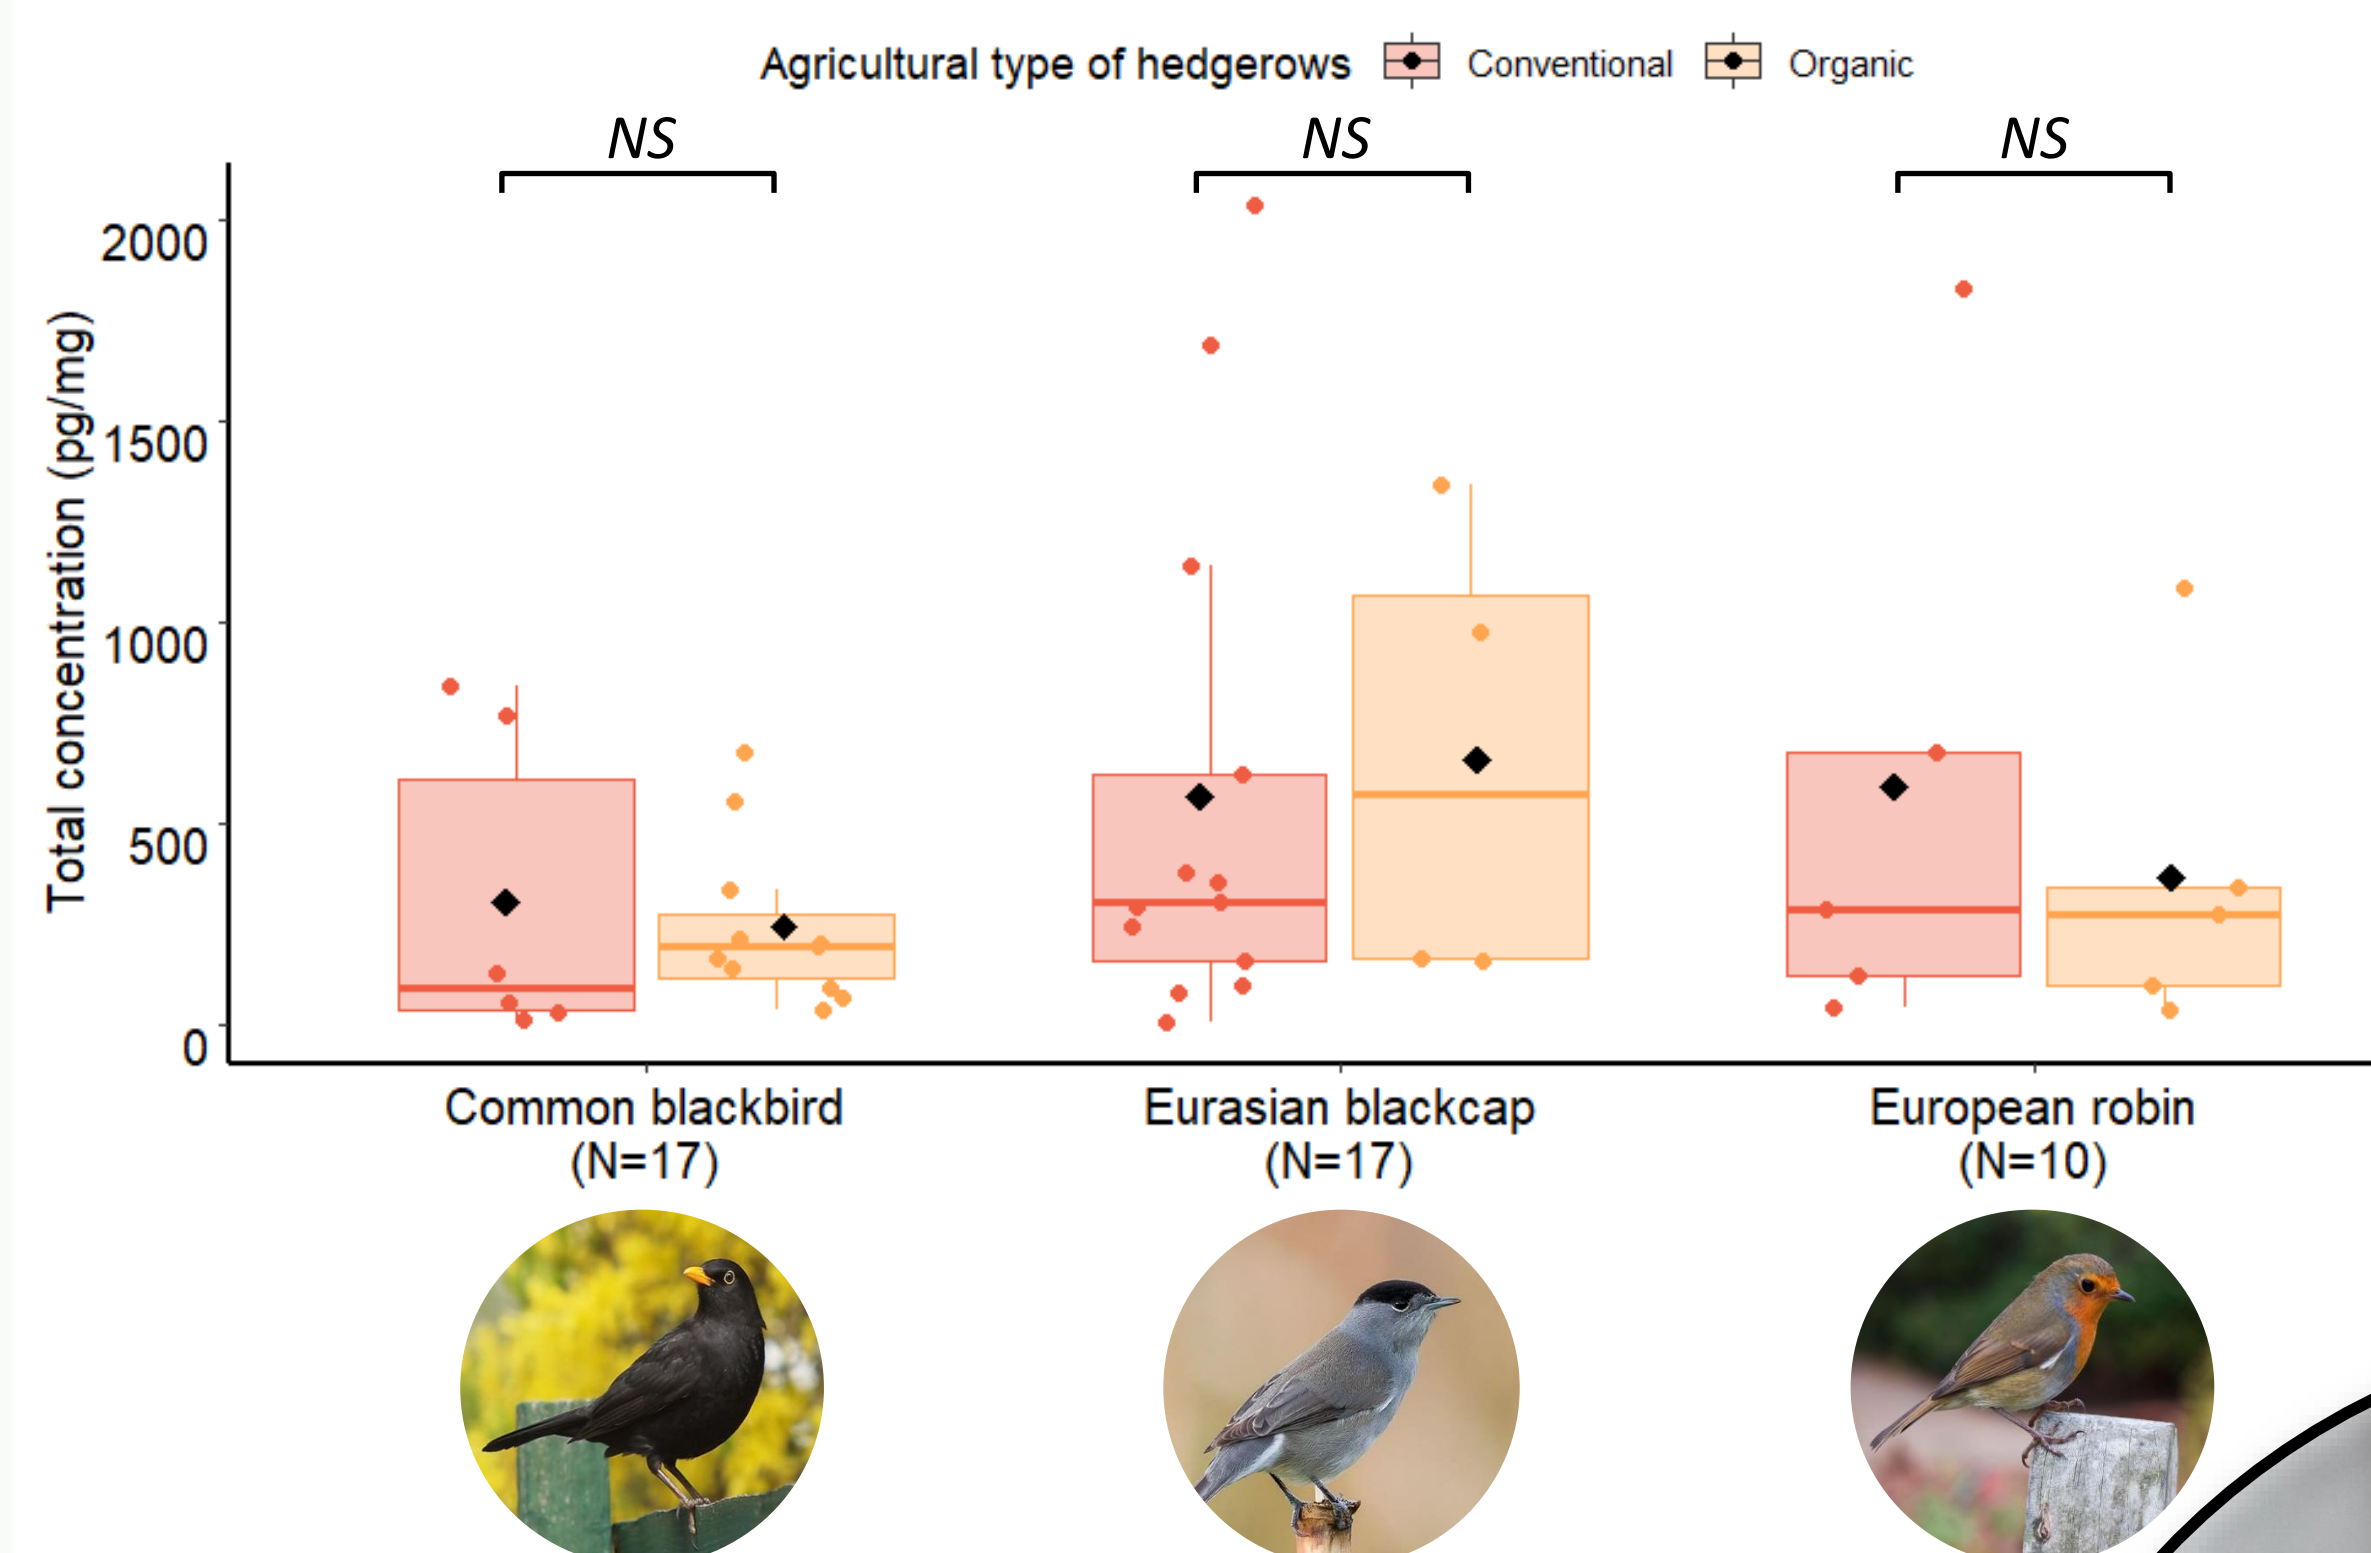 Agricultural type of hedgerows Conventional Organic
NS NS NS
Total concentration (pg/mg)
2000
1500
1000
500
0
Common blackbird
(N=17)
Eurasian blackcap
(N=17)
European robin
(N=10)